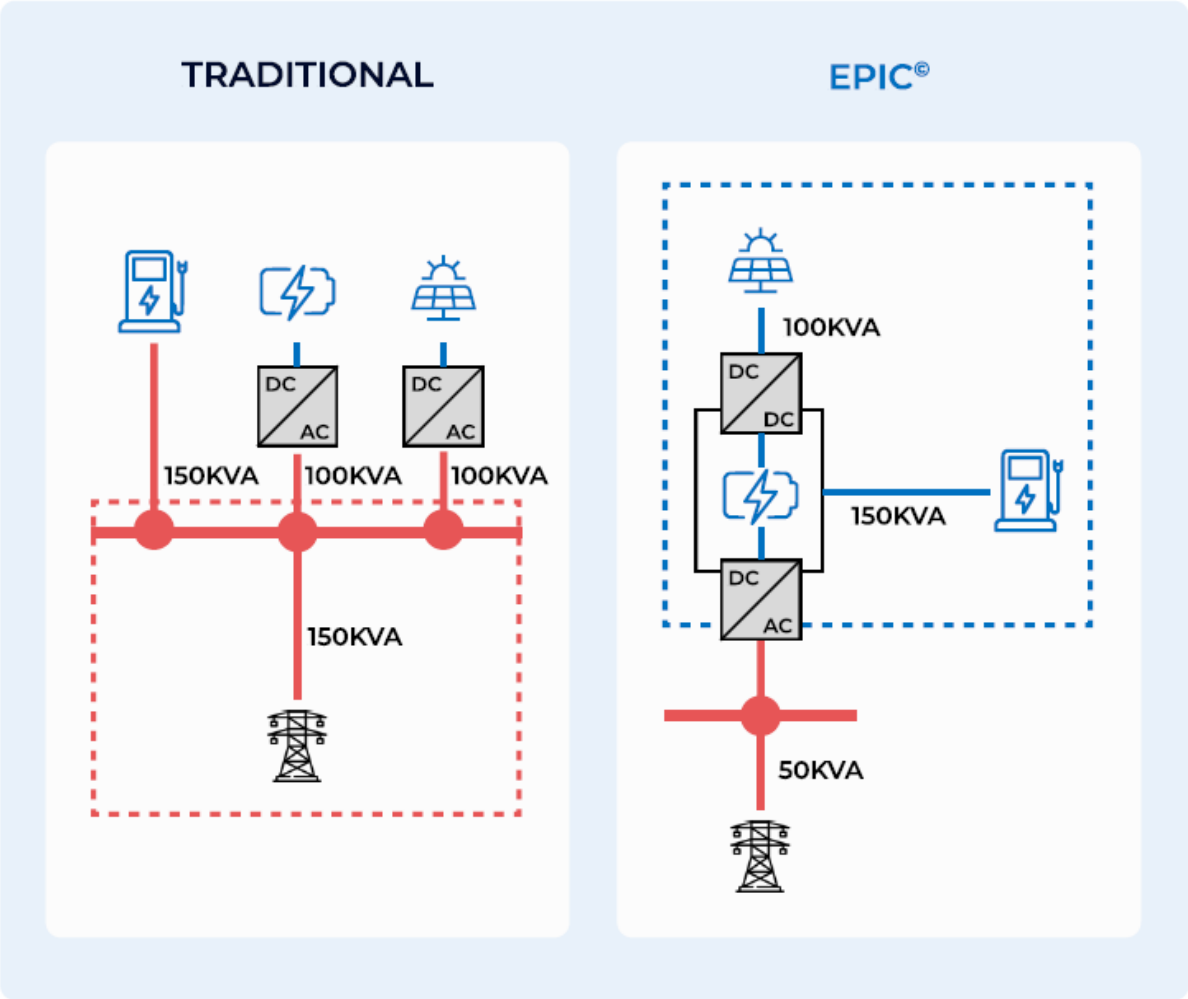 TRADITIONAL
DC
AC
DC
AC
150KVA
100KVA
100KVA
150KVA
EPIC©
100KVA
DC
DC
150KVA
DC
AC
50KVA